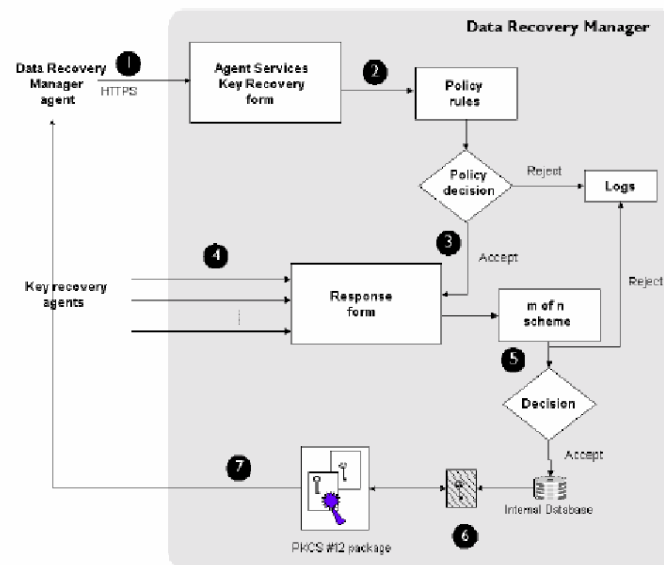 Data Recovery Manager
1
Data Recovery
Manager
agent
HTTPS
Agent Services
Key Recovery
form
2
Policy
rules
Policy
decision
Reject
Logs
3
Accept
4
Key recovery
agents
Response
form
m of n
scheme
Reject
5
Decision
Accept
7
Internal Database
6
PKCS #12 package